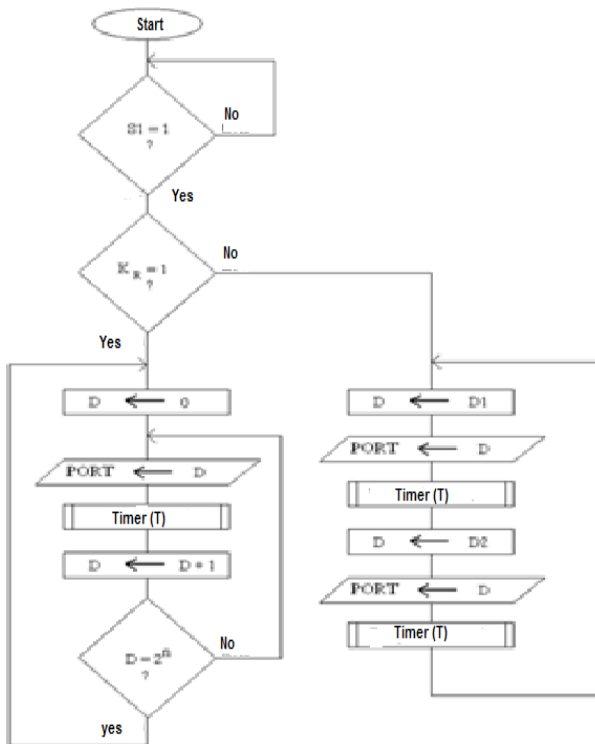 Start
S1 = 1
?
No
Yes
K R = 1
?
No
Yes
D ← 0
PORT ← D
Timer (T)
D ← D + 1
D = 2ⁿ
?
No
yes
D ← D1
PORT ← D
Timer (T)
D ← D2
PORT ← D
Timer (T)